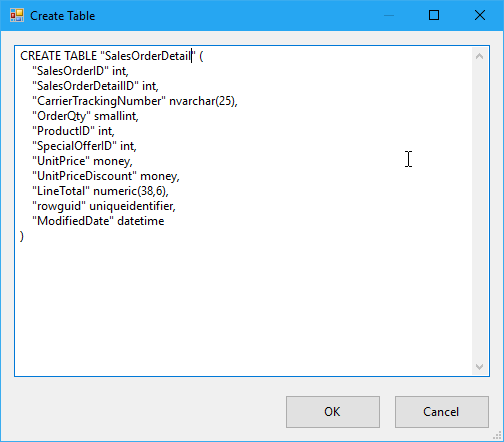 Create Table
CREATE TABLE "SalesOrderDetail" (
    "SalesOrderID" int,
    "SalesOrderDetailID" int,
    "CarrierTrackingNumber" nvarchar(25),
    "OrderQty" smallint,
    "ProductID" int,
    "SpecialOfferID" int,
    "UnitPrice" money,
    "UnitPriceDiscount" money,
    "LineTotal" numeric(38,6),
    "rowguid" uniqueidentifier,
    "ModifiedDate" datetime
)
OK
Cancel